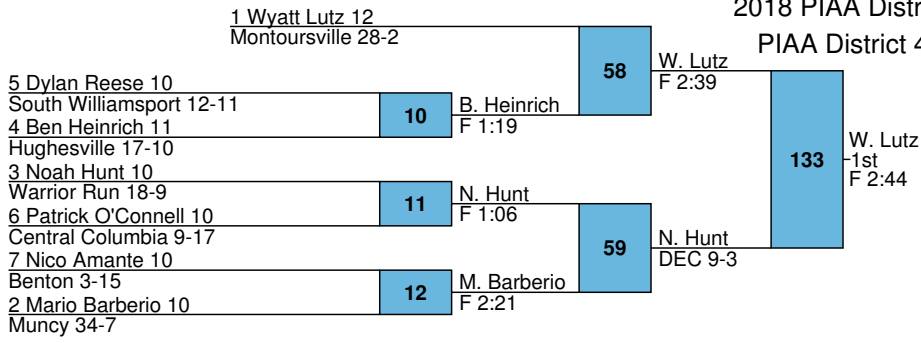 2018 PIAA Distr
PIAA District 4
1 Wyatt Lutz 12
Montoursville 28-2
58
W. Lutz
F 2:39
5 Dylan Reese 10
South Williamsport 12-11
10
B. Heinrich
F 1:19
4 Ben Heinrich 11
Hughesville 17-10
133
W. Lutz
1st
F 2:44
3 Noah Hunt 10
Warrior Run 18-9
11
N. Hunt
F 1:06
6 Patrick O'Connell 10
Central Columbia 9-17
59
N. Hunt
DEC 9-3
7 Nico Amante 10
Benton 3-15
12
M. Barberio
F 2:21
2 Mario Barberio 10
Muncy 34-7